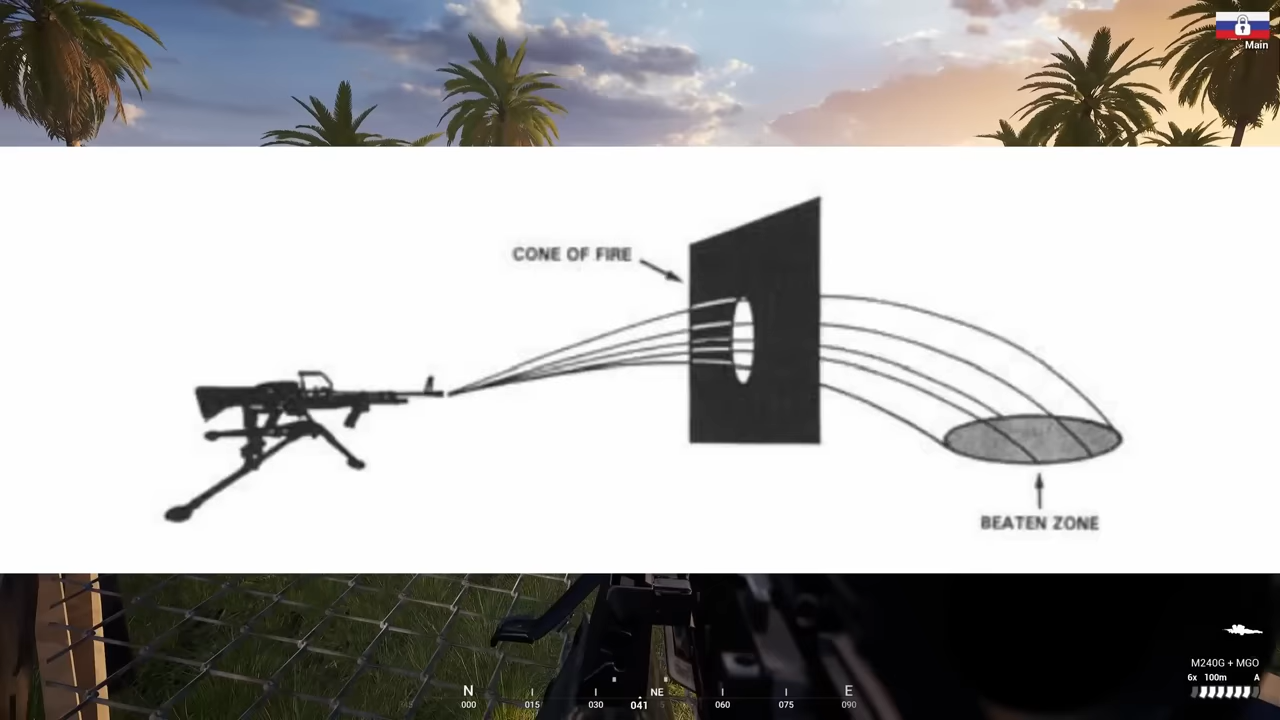 Main
CONE OF FIRE
BEATEN ZONE
M240G + MGO
6x 100m A
N NE E
000 015 030 041 060 075 090